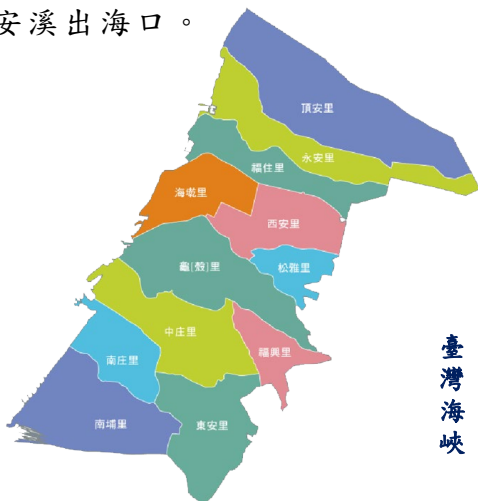 安溪出海口。
頂安里
永安里
福住里
海墘里
西安里
松雅里
龜[殼]里
中庄里
福興里
南庄里
南埔里
東安里
臺灣海峽